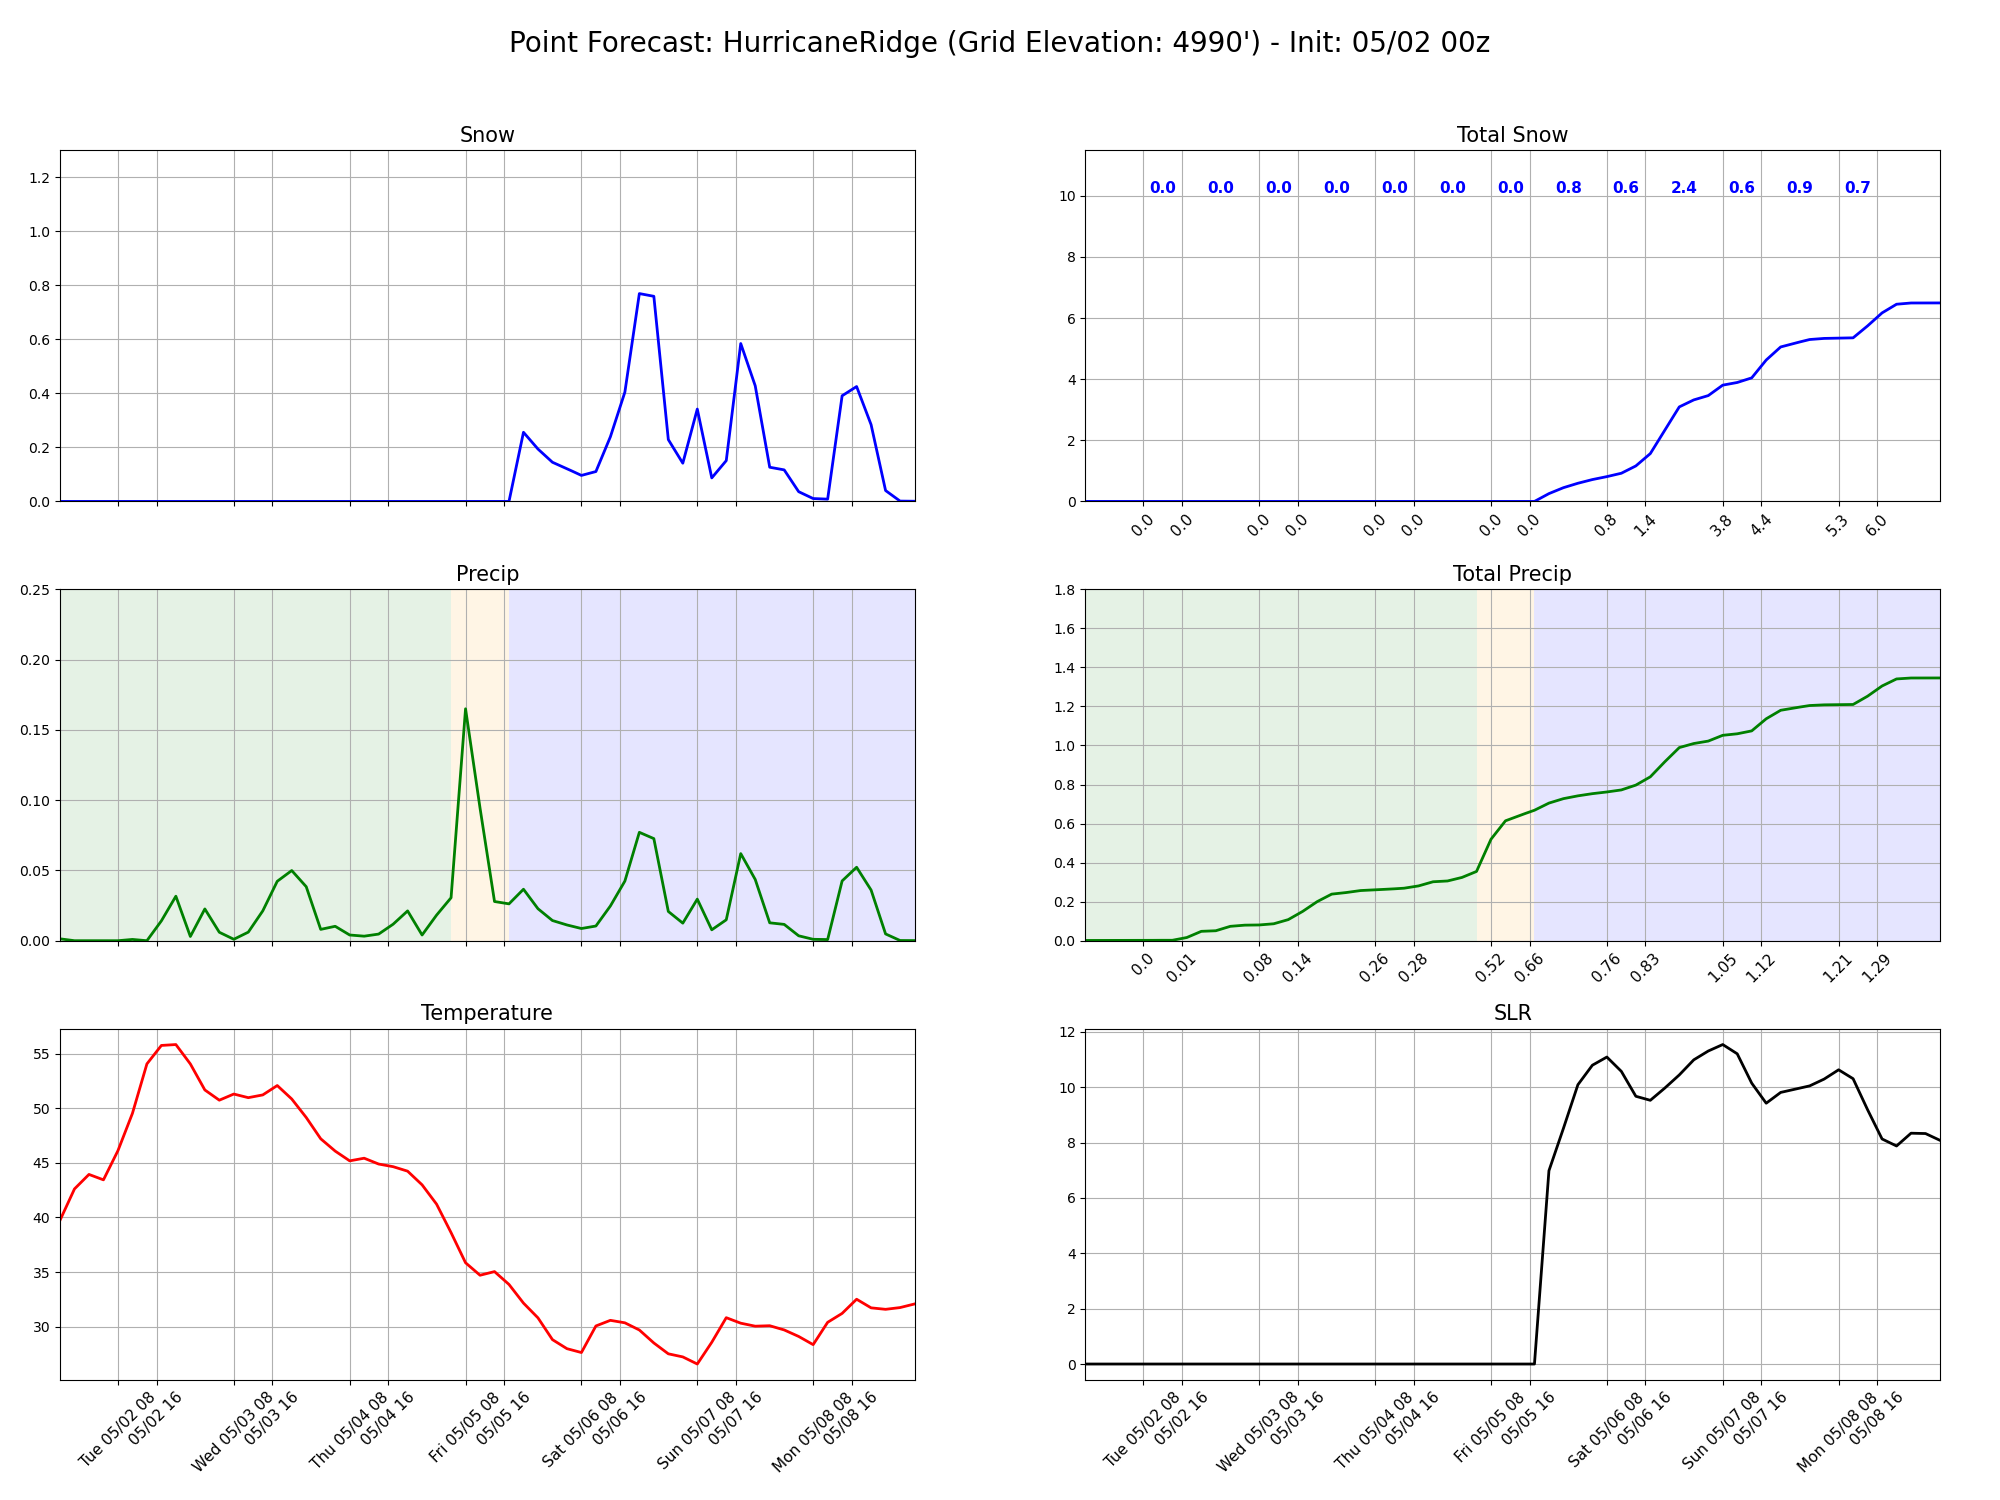 Point Forecast: HurricaneRidge (Grid Elevation: 4990') - Init: 05/02 00z
Snow
1.2
1.0
0.8
0.6
0.4
0.2
0.0
Total Snow
0.0 0.0 0.0 0.0 0.0 0.0 0.0 0.8 0.6 2.4 0.6 0.9 0.7
10
8
6
4
2
0
0.0 0.0 0.0 0.0 0.0 0.0 0.0 0.0 0.8 1.4 3.8 4.4 5.3 6.0
Precip
0.25
0.20
0.15
0.10
0.05
0.00
Total Precip
1.8
1.6
1.4
1.2
1.0
0.8
0.6
0.4
0.2
0.0
0.0 0.01 0.08 0.14 0.26 0.28 0.52 0.66 0.76 0.83 1.05 1.12 1.21 1.29
Temperature
55
50
45
40
35
30
Tue 05/02 08
05/02 16
Wed 05/03 08
05/03 16
Thu 05/04 08
05/04 16
Fri 05/05 08
05/05 16
Sat 05/06 08
05/06 16
Sun 05/07 08
05/07 16
Mon 05/08 08
05/08 16
SLR
12
10
8
6
4
2
0
Tue 05/02 08
05/02 16
Wed 05/03 08
05/03 16
Thu 05/04 08
05/04 16
Fri 05/05 08
05/05 16
Sat 05/06 08
05/06 16
Sun 05/07 08
05/07 16
Mon 05/08 08
05/08 16